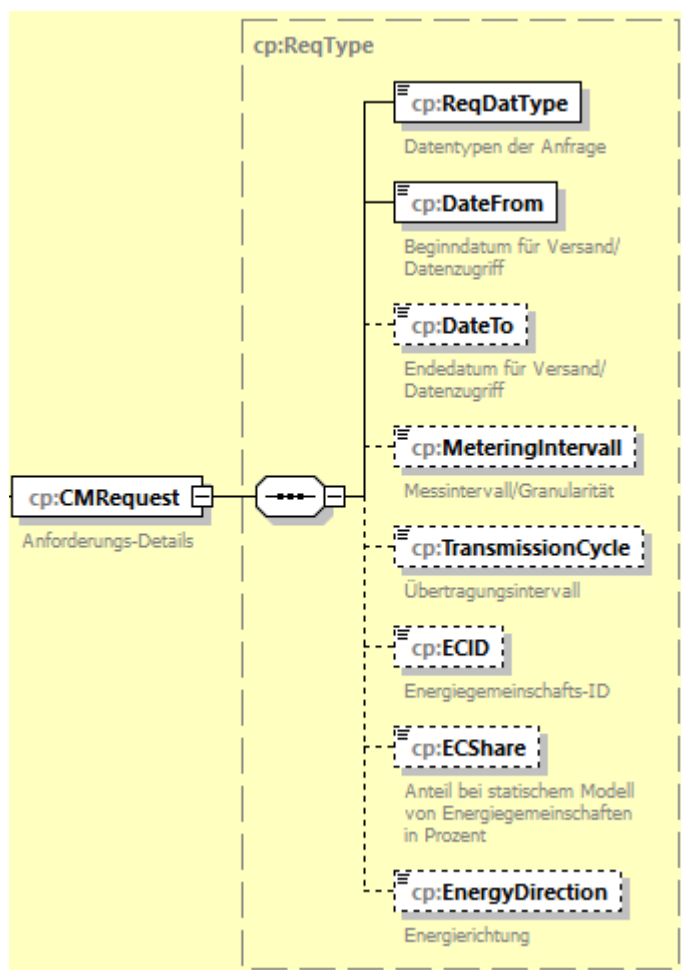 cp:ReqType
cp:ReqDatType
Datentypen der Anfrage
cp:DateFrom
Beginndatum für Versand/
Datenzugriff
cp:DateTo
Endedatum für Versand/
Datenzugriff
cp:MeteringIntervall
Messintervall/Granularität
cp:CMRequest
Anforderungs-Details
cp:TransmissionCycle
Übertragungsintervall
cp:ECID
Energiegemeinschafts-ID
cp:ECShare
Anteil bei statischem Modell
von Energiegemeinschaften
in Prozent
cp:EnergyDirection
Energierichtung